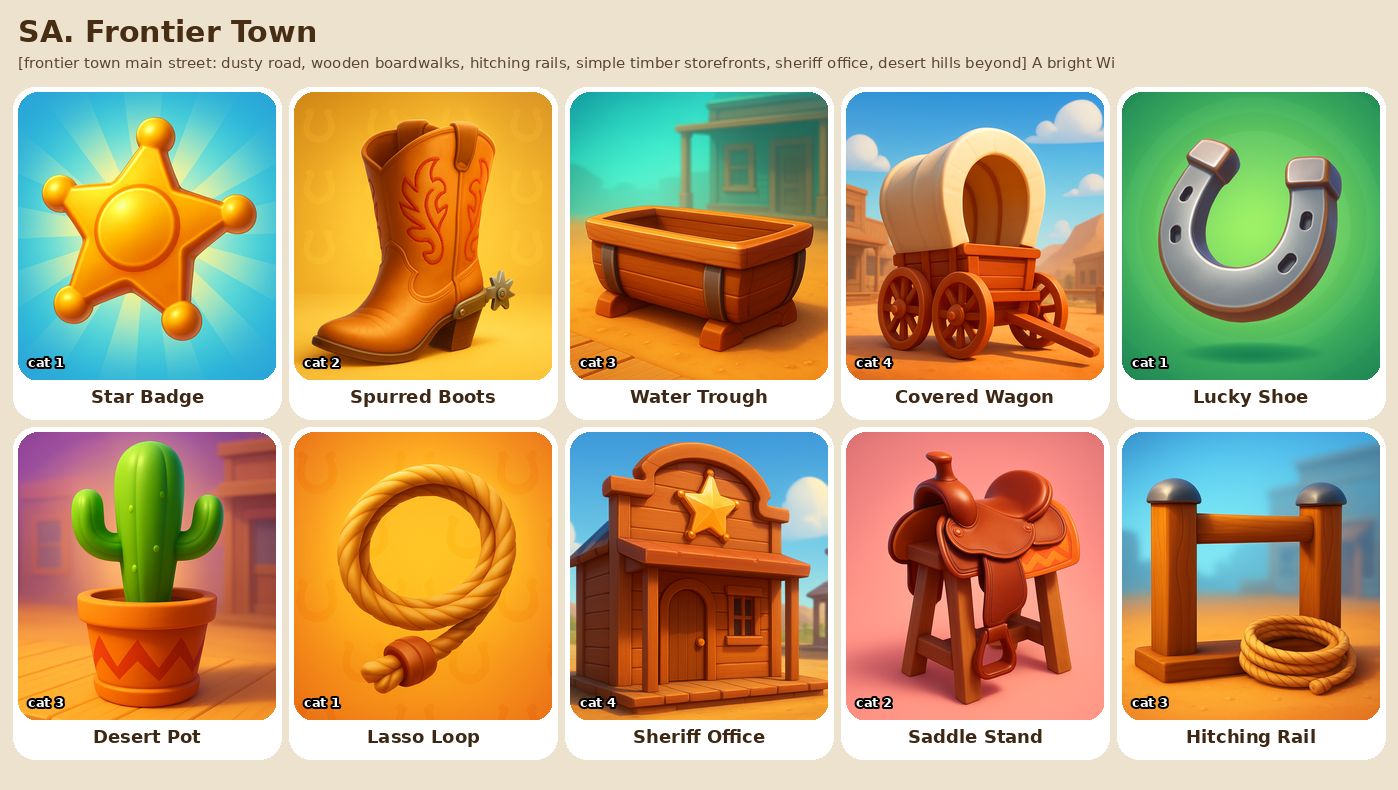 SA. Frontier Town
[frontier town main street: dusty road, wooden boardwalks, hitching rails, simple timber storefronts, sheriff office, desert hills beyond] A bright Wi
cat 1
cat 2
cat 3
cat 4
cat 1
Star Badge
Spurred Boots
Water Trough
Covered Wagon
Lucky Shoe
cat 3
cat 1
cat 4
cat 2
cat 3
Desert Pot
Lasso Loop
Sheriff Office
Saddle Stand
Hitching Rail